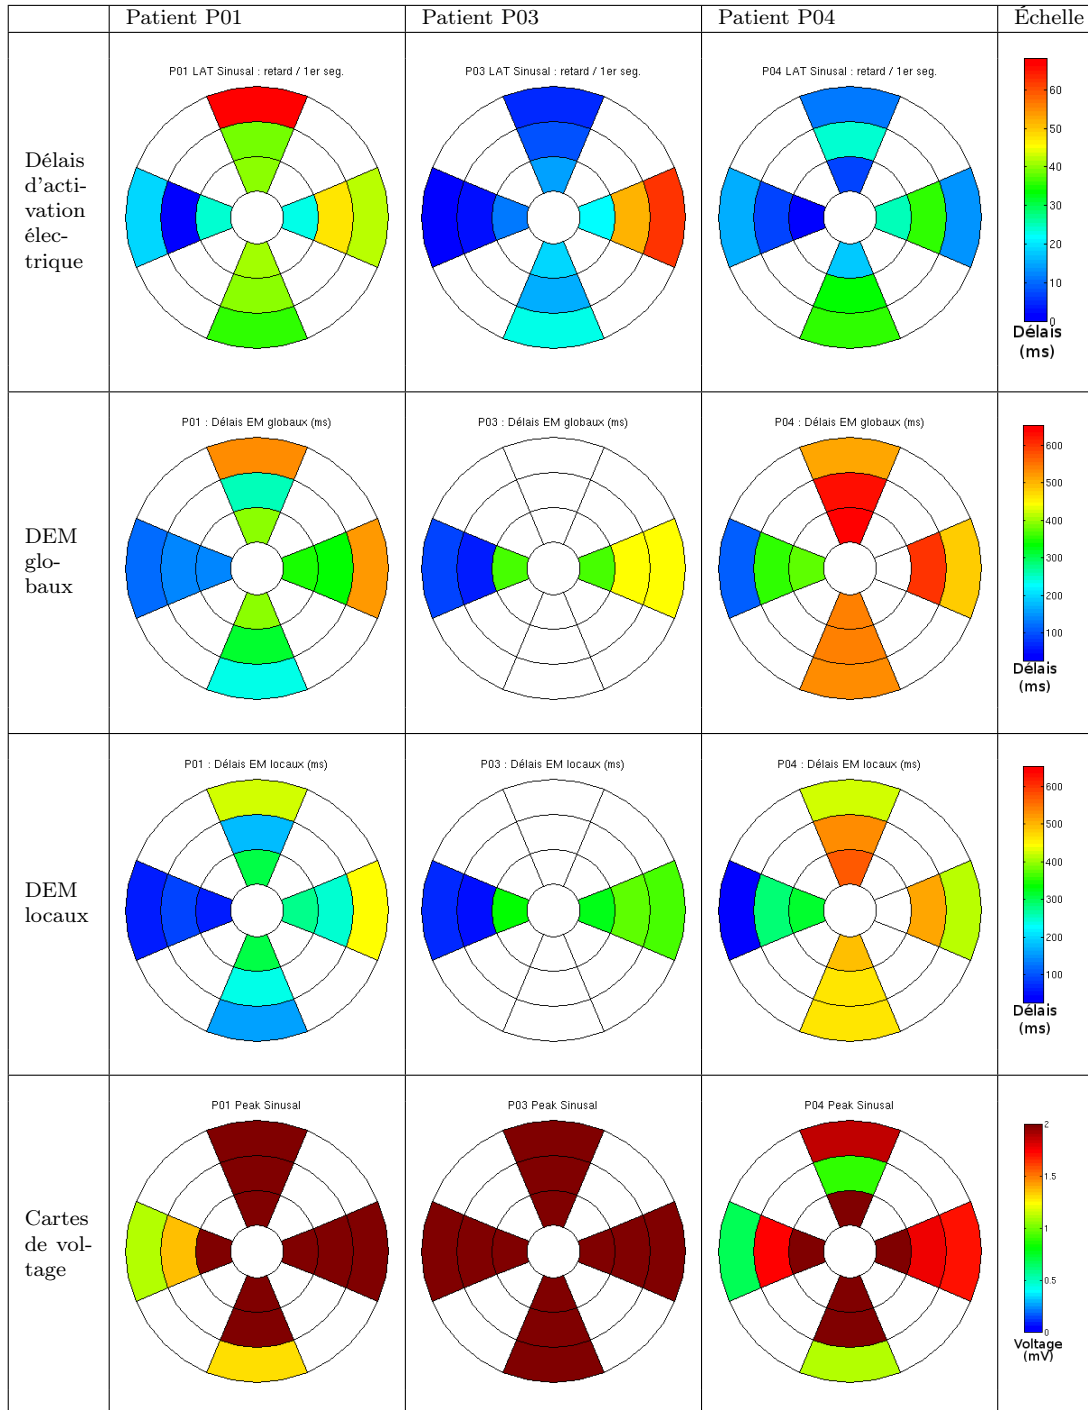 Patient P01 Patient P03 Patient P04 Échelle
Délais
d'acti-
vation
élec-
trique
P01 LAT Sinusal : retard / 1er seg.
P03 LAT Sinusal : retard / 1er seg.
P04 LAT Sinusal : retard / 1er seg.
60
50
40
30
20
10
0
Délais
(ms)
DEM
glo-
baux
P01 : Délais EM globaux (ms)
P03 : Délais EM globaux (ms)
P04 : Délais EM globaux (ms)
600
500
400
300
200
100
Délais
(ms)
DEM
locaux
P01 : Délais EM locaux (ms)
P03 : Délais EM locaux (ms)
P04 : Délais EM locaux (ms)
600
500
400
300
200
100
Délais
(ms)
Cartes
de vol-
tage
P01 Peak Sinusal
P03 Peak Sinusal
P04 Peak Sinusal
2
1.5
1
0.5
0
Voltage
(mV)